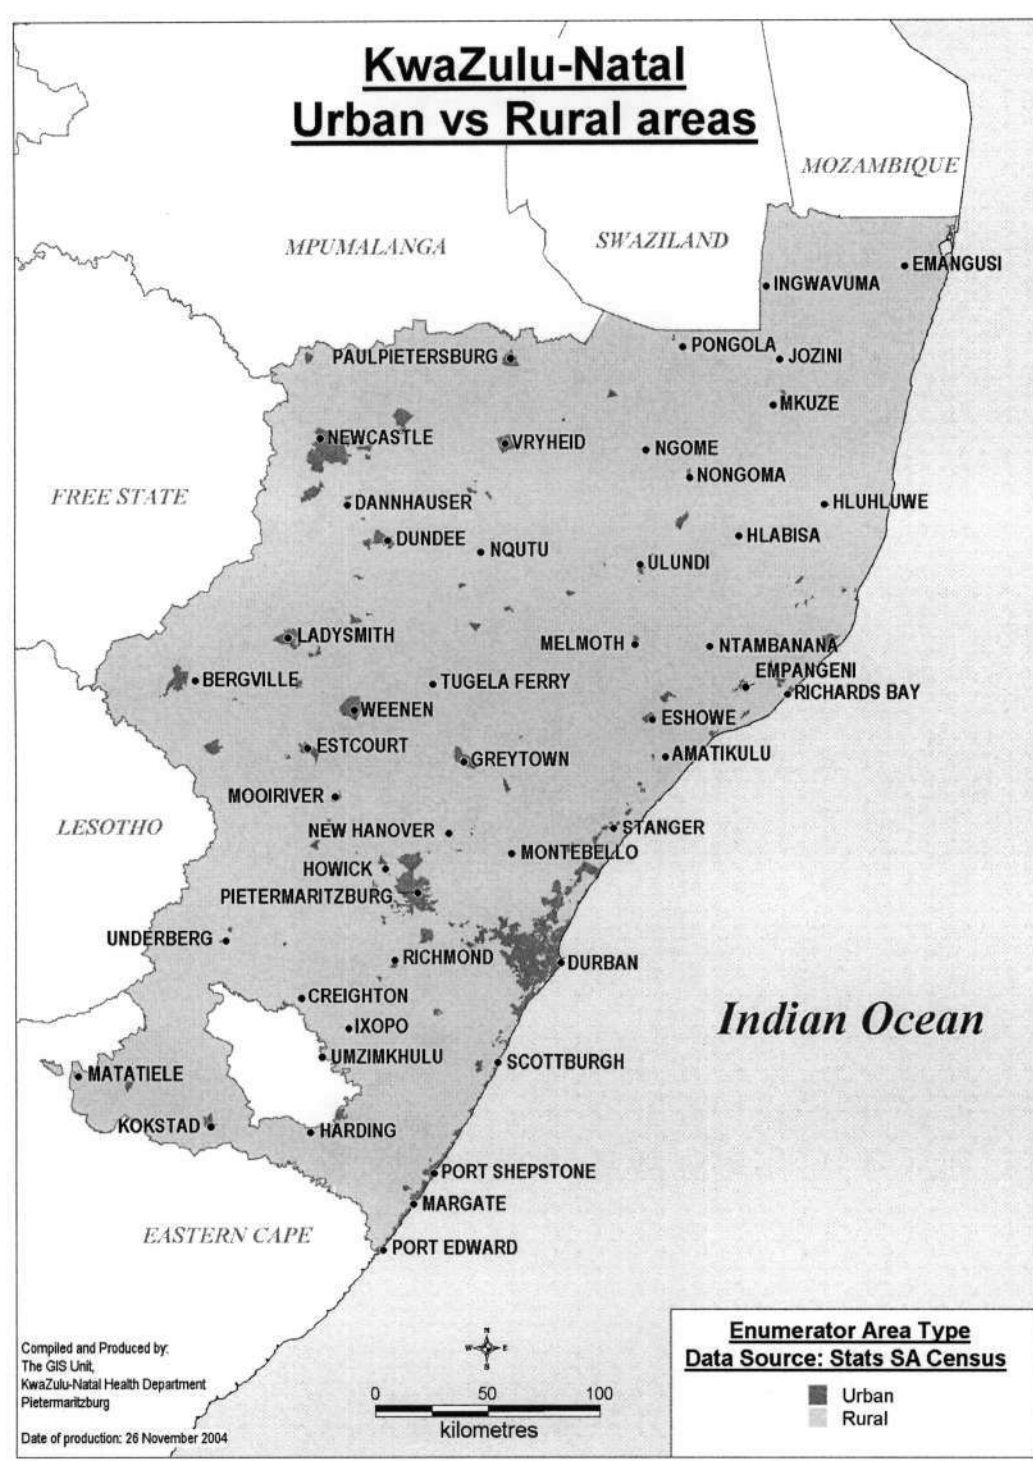 KwaZulu-Natal
Urban vs Rural areas
MOZAMBIQUE
MPUMALANGA
SWAZILAND
EMANGUSI
INGWAVUMA
PONGOLA
PAULPIETERSBURG
JOZINI
MKUZE
NEWCASTLE
VRYHEID
NGOME
NONGOMA
FREE STATE
DANNHAUSER
HLUHLUWE
DUNDEE
HLABISA
NQUTU
ULUNDI
LADYSMITH
MELMOTH
NTAMBANANA
EMPANGENI
BERGVILLE
TUGELA FERRY
RICHARDS BAY
WEENEN
ESHOWE
ESTCOURT
GREYTOWN
AMATIKULU
MOOIRIVER
LESOTHO
NEW HANOVER
STANGER
MONTEBELLO
HOWICK
PIETERMARITZBURG
UNDERBERG
RICHMOND
DURBAN
CREIGHTON
Indian Ocean
IXOPO
UMZIMKHULU
SCOTTBURGH
MATATIELE
KOKSTAD
HARDING
PORT SHEPSTONE
MARGATE
EASTERN CAPE
PORT EDWARD
Compiled and Produced by:
The GIS Unit,
KwaZulu-Natal Health Department
Pietermaritzburg
Date of production: 26 November 2004
N
W E
S
0 50 100
kilometres
Enumerator Area Type
Data Source: Stats SA Census
Urban
Rural